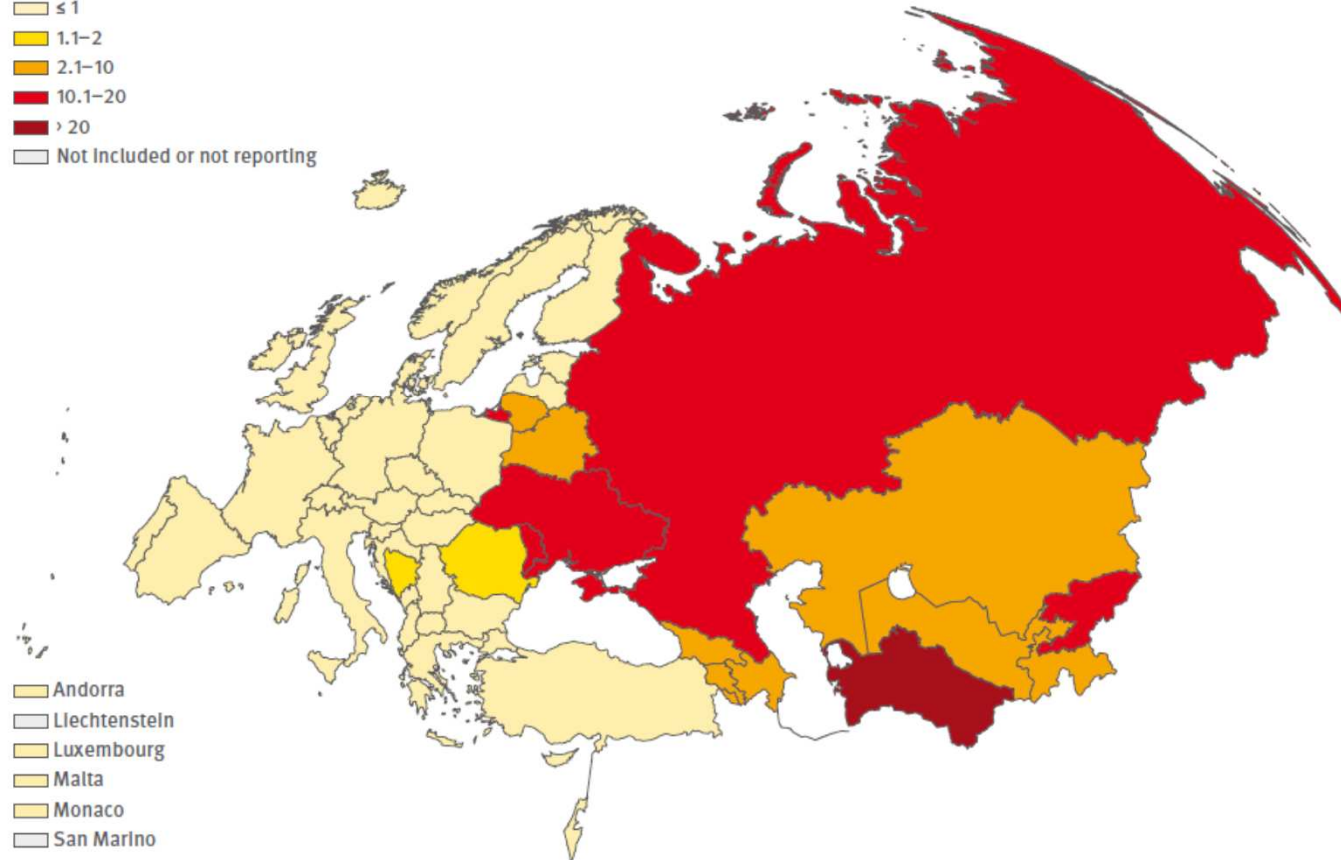 ≤ 1
1.1–2
2.1–10
10.1–20
> 20
Not included or not reporting
Andorra
Liechtenstein
Luxembourg
Malta
Monaco
San Marino